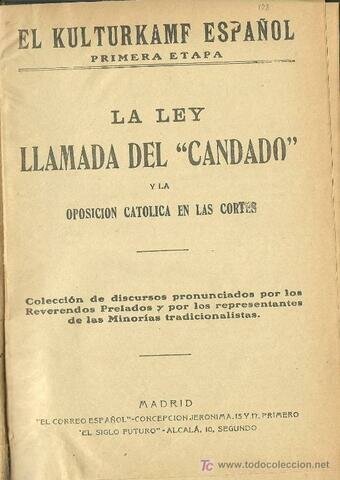 128
EL KULTURKAMF ESPAÑOL
PRIMERA ETAPA
LA LEY
LLAMADA DEL "CANDADO"
Y LA
OPOSICION CATOLICA EN LAS CORTES
Colección de discursos pronunciados por los
Reverendos Prelados y por los representantes
de las Minorías tradicionalistas.
MADRID
"EL CORREO ESPAÑOL"-CONCEPCION JERONIMA, 15 Y 17, PRIMERO
"EL SIGLO FUTURO"-ALCALÁ, 10, SEGUNDO
TC www.todocoleccion.net